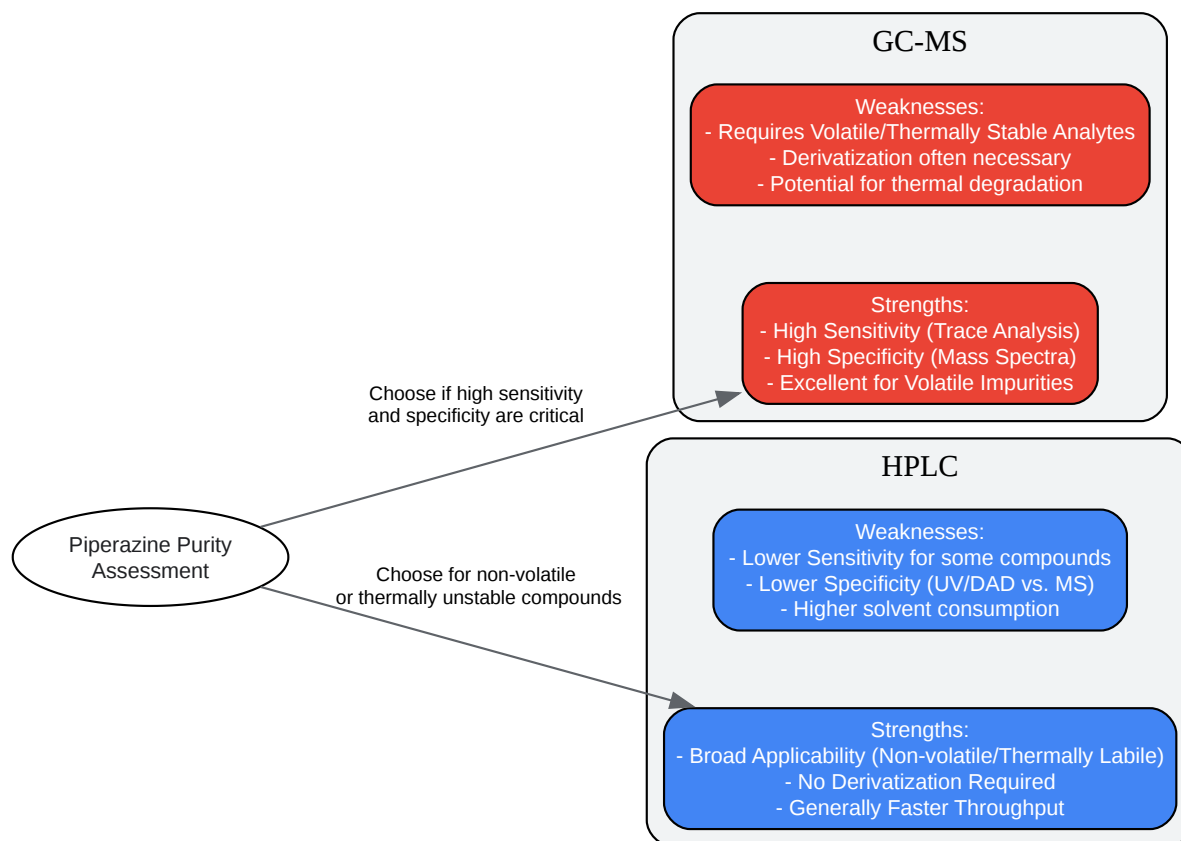 GC-MS
Weaknesses:
- Requires Volatile/Thermally Stable Analytes
- Derivatization often necessary
- Potential for thermal degradation
Strengths:
- High Sensitivity (Trace Analysis)
- High Specificity (Mass Spectra)
- Excellent for Volatile Impurities
Choose if high sensitivity
and specificity are critical
HPLC
Weaknesses:
- Lower Sensitivity for some compounds
- Lower Specificity (UV/DAD vs. MS)
- Higher solvent consumption
Piperazine Purity
Assessment
Choose for non-volatile
or thermally unstable compounds
Strengths:
- Broad Applicability (Non-volatile/Thermally Labile)
- No Derivatization Required
- Generally Faster Throughput